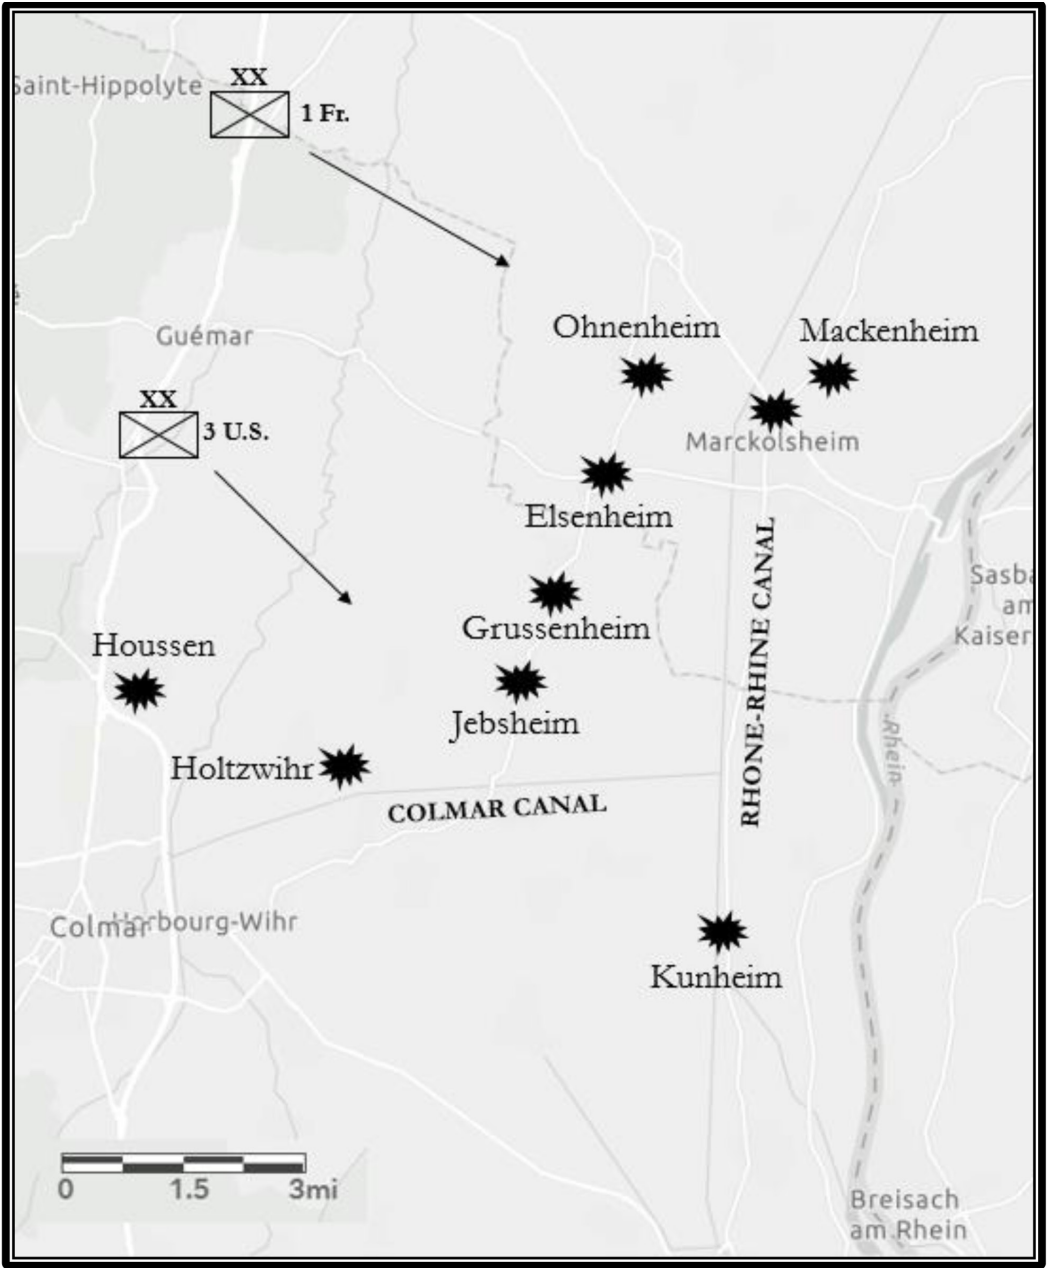 XX
Saint-Hippolyte
1 Fr.
Ohnenheim
Mackenheim
Guémar
XX
3 U.S.
Marckolsheim
Elsenheim
RHONE-RHINE CANAL
Sasba
am
Kaiser
Grussenheim
Houssen
Jebsheim
Rhein
Holtzwihr
COLMAR CANAL
Colmar
Horbourg-Wihr
Kunheim
0
1.5
3mi
Breisach
am Rhein